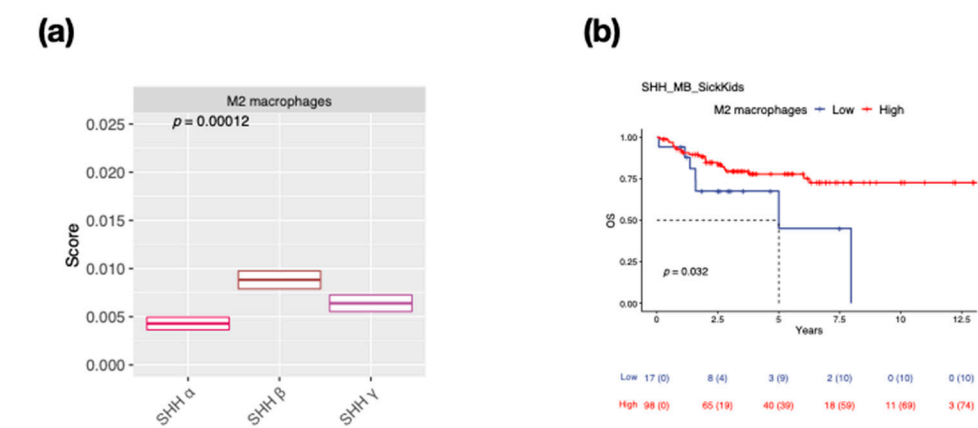 (a)
M2 macrophages
p = 0.00012
Score
0.025
0.020
0.015
0.010
0.005
0.000
SHH α
SHH β
SHH γ
(b)
SHH_MB_SickKids
M2 macrophages Low High
OS
1.00
0.75
0.50
0.25
0.00
p = 0.032
0 2.5 5 7.5 10 12.5
Years
Low 17 (0) 8 (4) 3 (9) 2 (10) 0 (10) 0 (10)
High 98 (0) 65 (19) 40 (39) 18 (59) 11 (69) 3 (74)